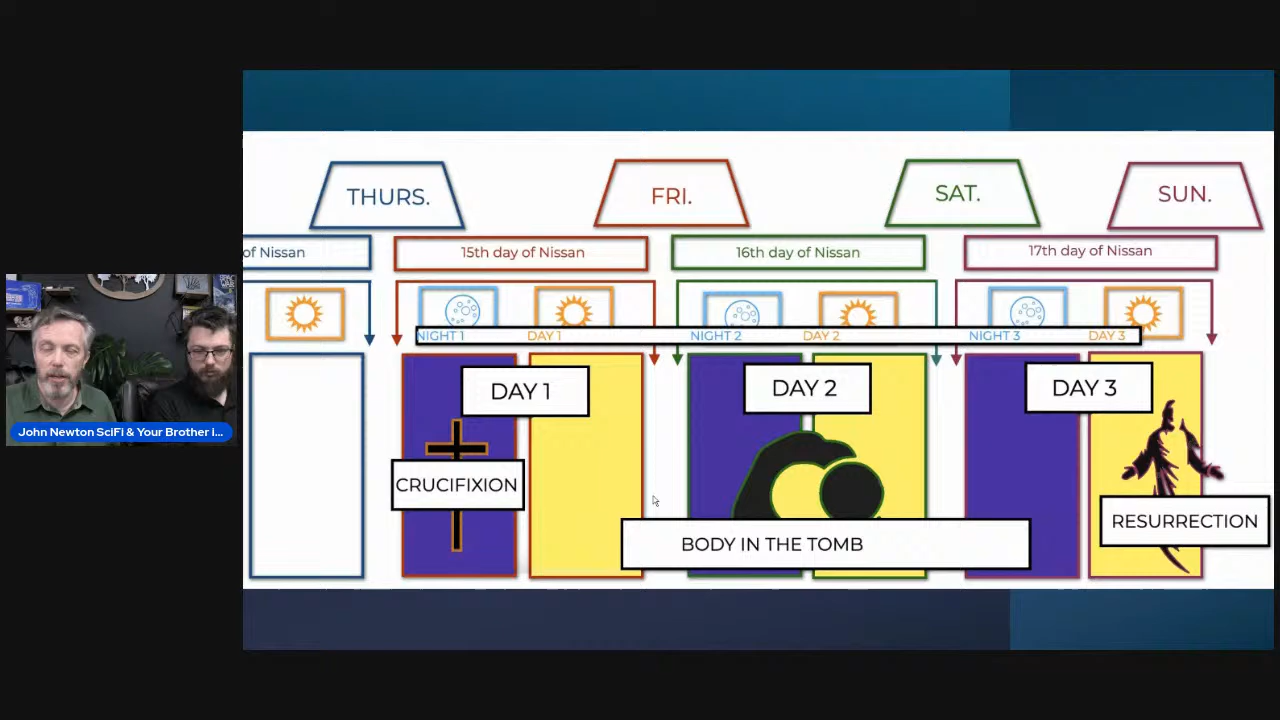 THURS.
FRI.
SAT.
SUN.
of Nissan
15th day of Nissan
16th day of Nissan
17th day of Nissan
NIGHT 1
DAY 1
NIGHT 2
DAY 2
NIGHT 3
DAY 3
DAY 1
DAY 2
DAY 3
CRUCIFIXION
BODY IN THE TOMB
RESURRECTION
John Newton SciFi & Your Brother i...